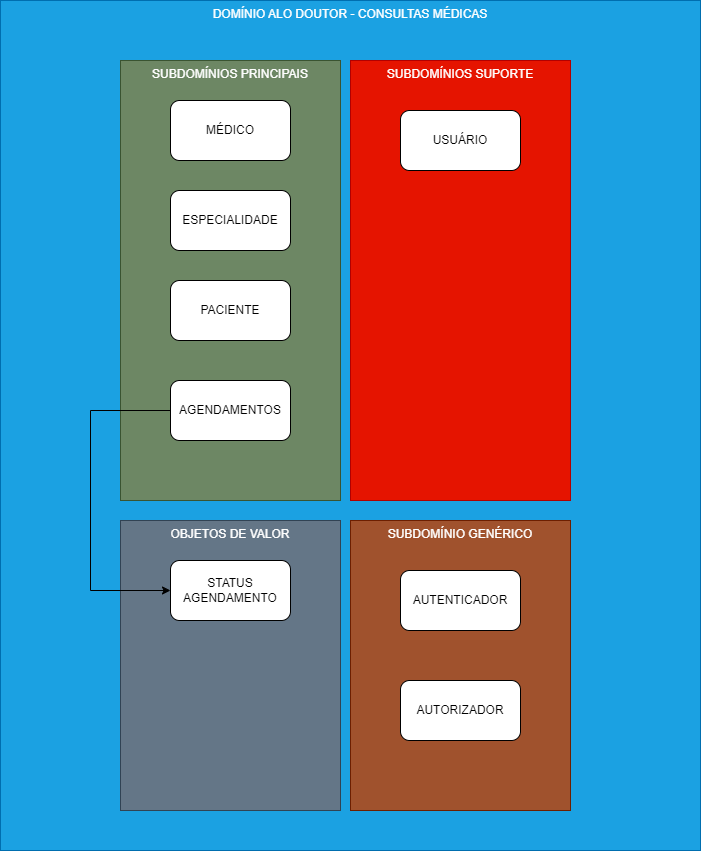 DOMÍNIO ALO DOUTOR - CONSULTAS MÉDICAS
SUBDOMÍNIOS PRINCIPAIS
MÉDICO
ESPECIALIDADE
PACIENTE
AGENDAMENTOS
SUBDOMÍNIOS SUPORTE
USUÁRIO
OBJETOS DE VALOR
STATUS
AGENDAMENTO
SUBDOMÍNIO GENÉRICO
AUTENTICADOR
AUTORIZADOR